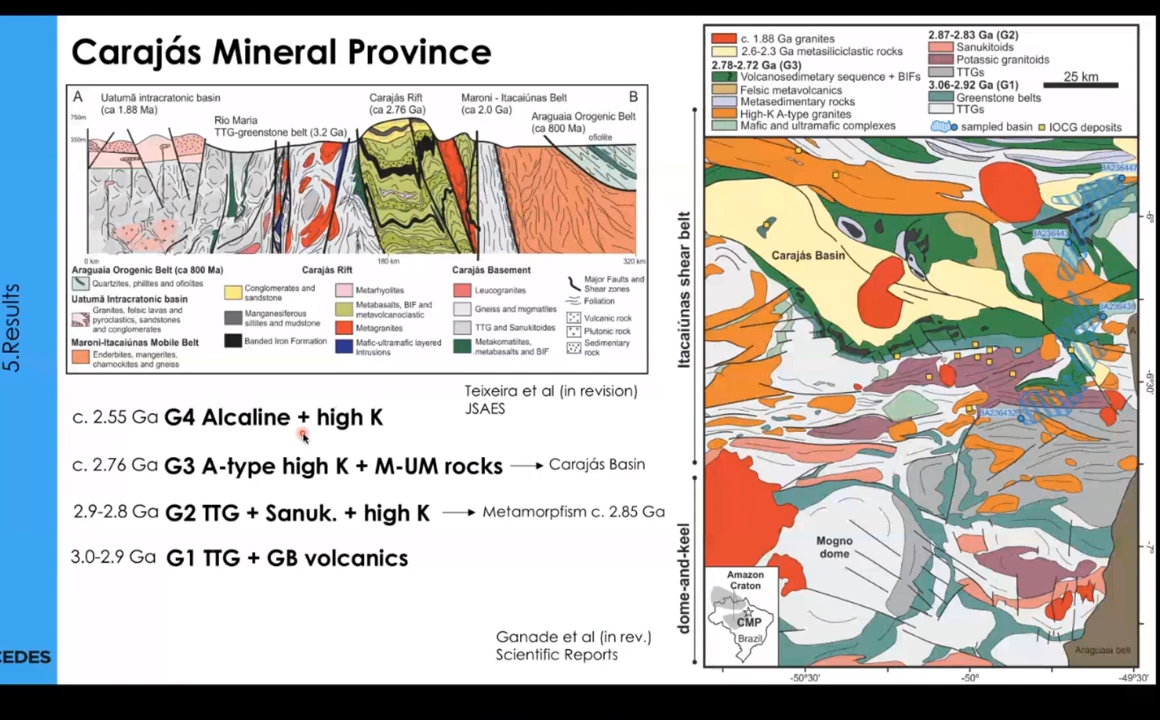 Carajás Mineral Province
A
B
Uatumã intracratonic basin
(ca 1.88 Ma)
Rio Maria
TTG-greenstone belt (3.2 Ga)
Carajás Rift
(ca 2.76 Ga)
Maroni - Itacaiúnas Belt
(ca 2.0 Ga)
Araguaia Orogenic Belt
(ca 800 Ma)
ofiolite
750m
350m
0 km
180 km
320 km
Araguaia Orogenic Belt (ca 800 Ma)
Quartzites, philites and ofiolites
Uatumã Intracratonic basin
Granites, felsic lavas and
pyroclastics, sandstones
and conglomerates
Maroni-Itacaiúnas Mobile Belt
Enderbites, mangerites,
charnockites and gneiss
Carajás Rift
Conglomerates and
sandstone
Manganesiferous
siltites and mudstone
Banded Iron Formation
Metarhyolites
Metabasalts, BIF and
metavolcanoclastic
Metagranites
Mafic-ultramafic layered
Intrusions
Carajás Basement
Leucogranites
Gneiss and migmatites
TTG and Sanukitoids
Metakomatiites,
metabasalts and BIF
Major Faults and
Shear zones
Foliation
Vulcanic rock
Plutonic rock
Sedimentary
rock
Teixeira et al (in revision)
JSAES
c. 2.55 Ga G4 Alcaline + high K
c. 2.76 Ga G3 A-type high K + M-UM rocks
Carajás Basin
2.9-2.8 Ga G2 TTG + Sanuk. + high K
Metamorpfism c. 2.85 Ga
3.0-2.9 Ga G1 TTG + GB volcanics
Ganade et al (in rev.)
Scientific Reports
5.Results
CEDES
c. 1.88 Ga granites
2.6-2.3 Ga metasiliciclastic rocks
2.78-2.72 Ga (G3)
Volcanosedimetary sequence + BIFs
Felsic metavolcanics
Metasedimentary rocks
High-K A-type granites
Mafic and ultramafic complexes
2.87-2.83 Ga (G2)
Sanukitoids
Potassic granitoids
TTGs
3.06-2.92 Ga (G1)
Greenstone belts
TTGs
25 km
sampled basin
IOCG deposits
Itacaiúnas shear belt
dome-and-keel
Carajás Basin
BA236432
Mogno
dome
Araguaia belt
Amazon
Craton
CMP
Brazil
-6°
-6°30'
-7°
-50°30'
-50°
-49°30'